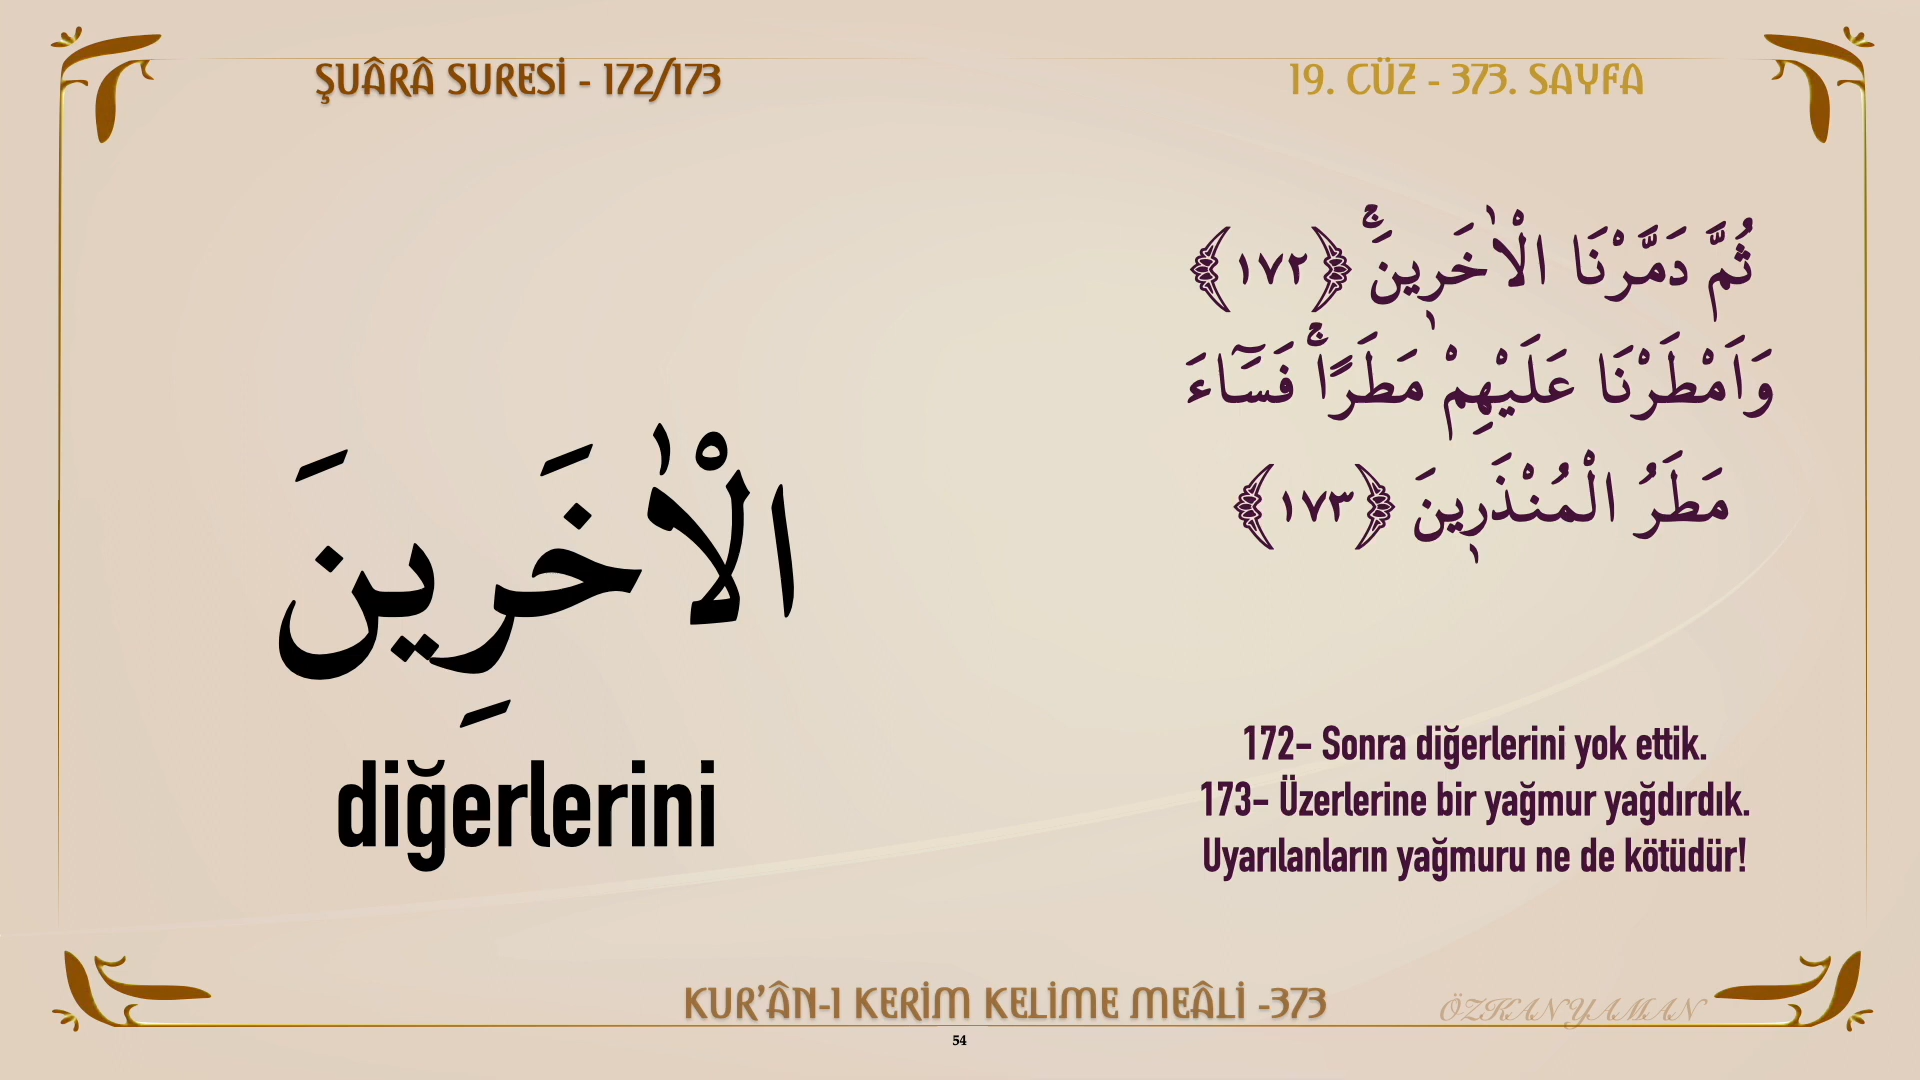 ŞUÂRÂ SURESİ - 172/173
19. CÜZ - 373. SAYFA
ثُمَّ دَمَّرْنَا الْاٰخَرٖينَۚ ﴿١٧٢﴾
وَاَمْطَرْنَا عَلَيْهِمْ مَطَرًاۚ فَسَٓاءَ
مَطَرُ الْمُنْذَرٖينَ ﴿١٧٣﴾
الْاٰخَرِينَ
diğerlerini
172- Sonra diğerlerini yok ettik.
173- Üzerlerine bir yağmur yağdırdık.
Uyarılanların yağmuru ne de kötüdür!
KUR'ÂN-I KERİM KELİME MEÂLİ -373
ÖZKAN YAMAN
54